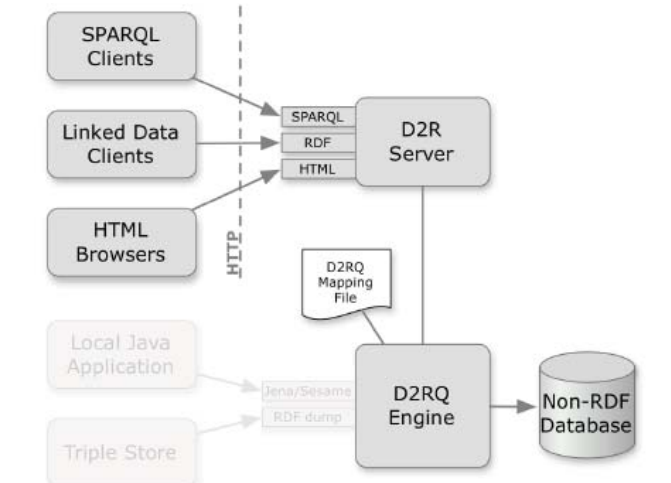 SPARQL
Clients
Linked Data
Clients
HTML
Browsers
HTTP
SPARQL
RDF
HTML
D2R
Server
D2RQ
Mapping
File
Local Java
Application
Triple Store
Jena/Sesame
RDF dump
D2RQ
Engine
Non-RDF
Database